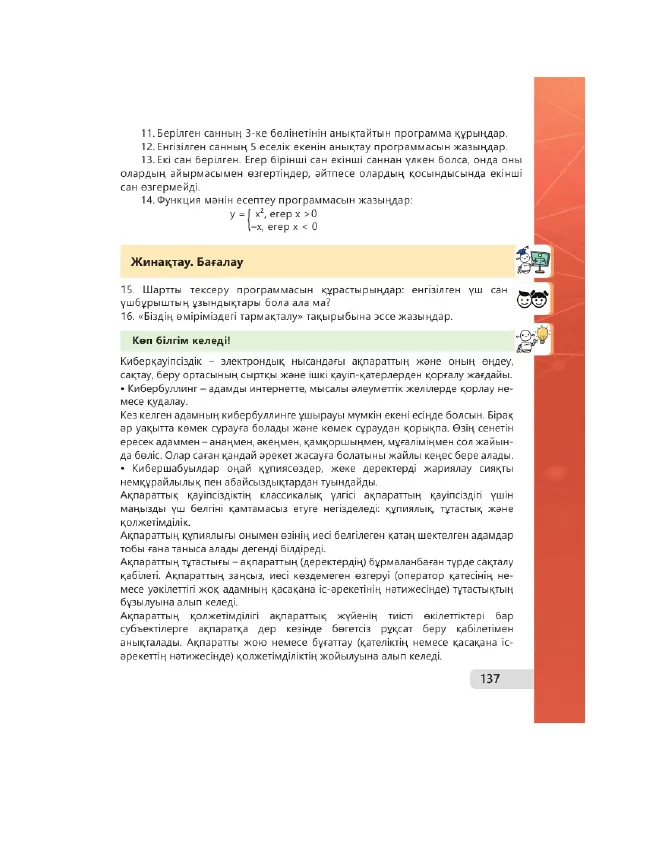 11. Берілген санның 3-ке бөлінетінін анықтайтын программа құрыңдар.
12. Енгізілген санның 5 еселік екенін анықтау программасын жазыңдар.
13. Екі сан берілген. Егер бірінші сан екінші саннан үлкен болса, онда оны
олардың айырмасымен өзгертіңдер, әйтпесе олардың қосындысында екінші
сан өзгермейді.
14. Функция мәнін есептеу программасын жазыңдар:
y = { x², егер x >0
–x, егер x < 0
Жинақтау. Бағалау
15. Шартты тексеру программасын құрастырыңдар: енгізілген үш сан
үшбұрыштың ұзындықтары бола ала ма?
16. «Біздің өміріміздегі тармақталу» тақырыбына эссе жазыңдар.
Көп білгім келеді!
Киберқауіпсіздік – электрондық нысандағы ақпараттың және оның өңдеу,
сақтау, беру ортасының сыртқы және ішкі қауіп-қатерлерден қорғалу жағдайы.
• Кибербуллинг – адамды интернетте, мысалы әлеуметтік желілерде қорлау не-
месе қудалау.
Кез келген адамның кибербуллинге ұшырауы мүмкін екені есіңде болсын. Бірақ
әр уақытта көмек сұрауға болады және көмек сұраудан қорықпа. Өзің сенетін
ересек адаммен – анаңмен, әкеңмен, қамқоршыңмен, мұғаліміңмен сол жайын-
да бөліс. Олар саған қандай әрекет жасауға болатыны жайлы кеңес бере алады.
• Кибершабуылдар оңай құпиясөздер, жеке деректерді жариялау сияқты
немқұрайлылық пен абайсыздықтардан туындайды.
Ақпараттық қауіпсіздіктің классикалық үлгісі ақпараттың қауіпсіздігі үшін
маңызды үш белгіні қамтамасыз етуге негізделеді: құпиялық, тұтастық және
қолжетімділік.
Ақпараттың құпиялығы онымен өзінің иесі белгілеген қатаң шектелген адамдар
тобы ғана таныса алады дегенді білдіреді.
Ақпараттың тұтастығы – ақпараттың (деректердің) бұрмаланбаған түрде сақталу
қабілеті. Ақпараттың заңсыз, иесі көздемеген өзгеруі (оператор қатесінің не-
месе уәкілеттігі жоқ адамның қасақана іс-әрекетінің нәтижесінде) тұтастықтың
бұзылуына алып келеді.
Ақпараттың қолжетімділігі ақпараттық жүйенің тиісті өкілеттіктері бар
субъектілерге ақпаратқа дер кезінде бөгетсіз рұқсат беру қабілетімен
анықталады. Ақпаратты жою немесе бұғаттау (қателіктің немесе қасақана іс-
әрекеттің нәтижесінде) қолжетімділіктің жойылуына алып келеді.
137